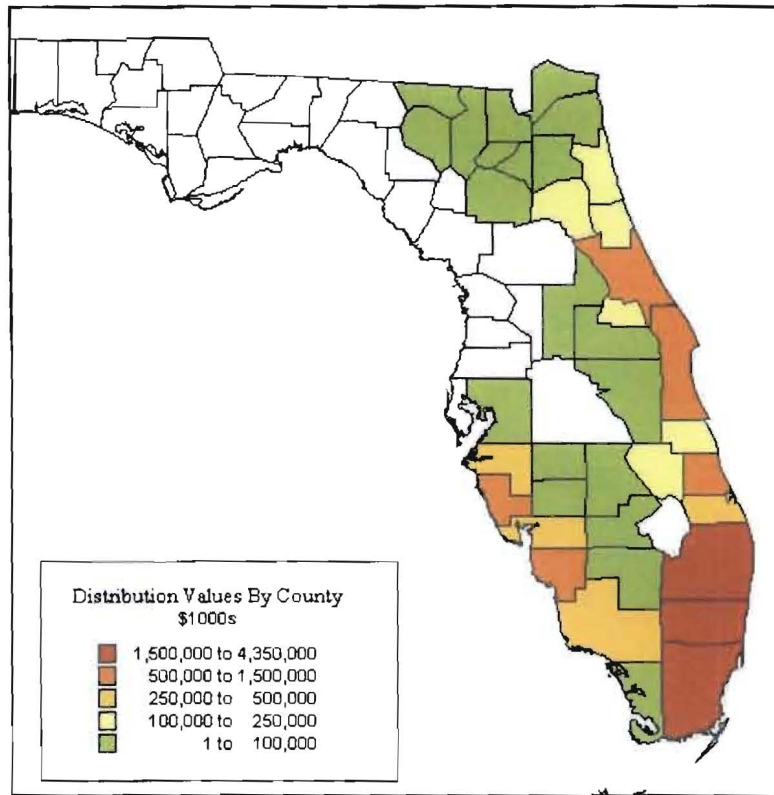 Distribution Values By County
$1000s
1,500,000 to 4,350,000
500,000 to 1,500,000
250,000 to 500,000
100,000 to 250,000
1 to 100,000